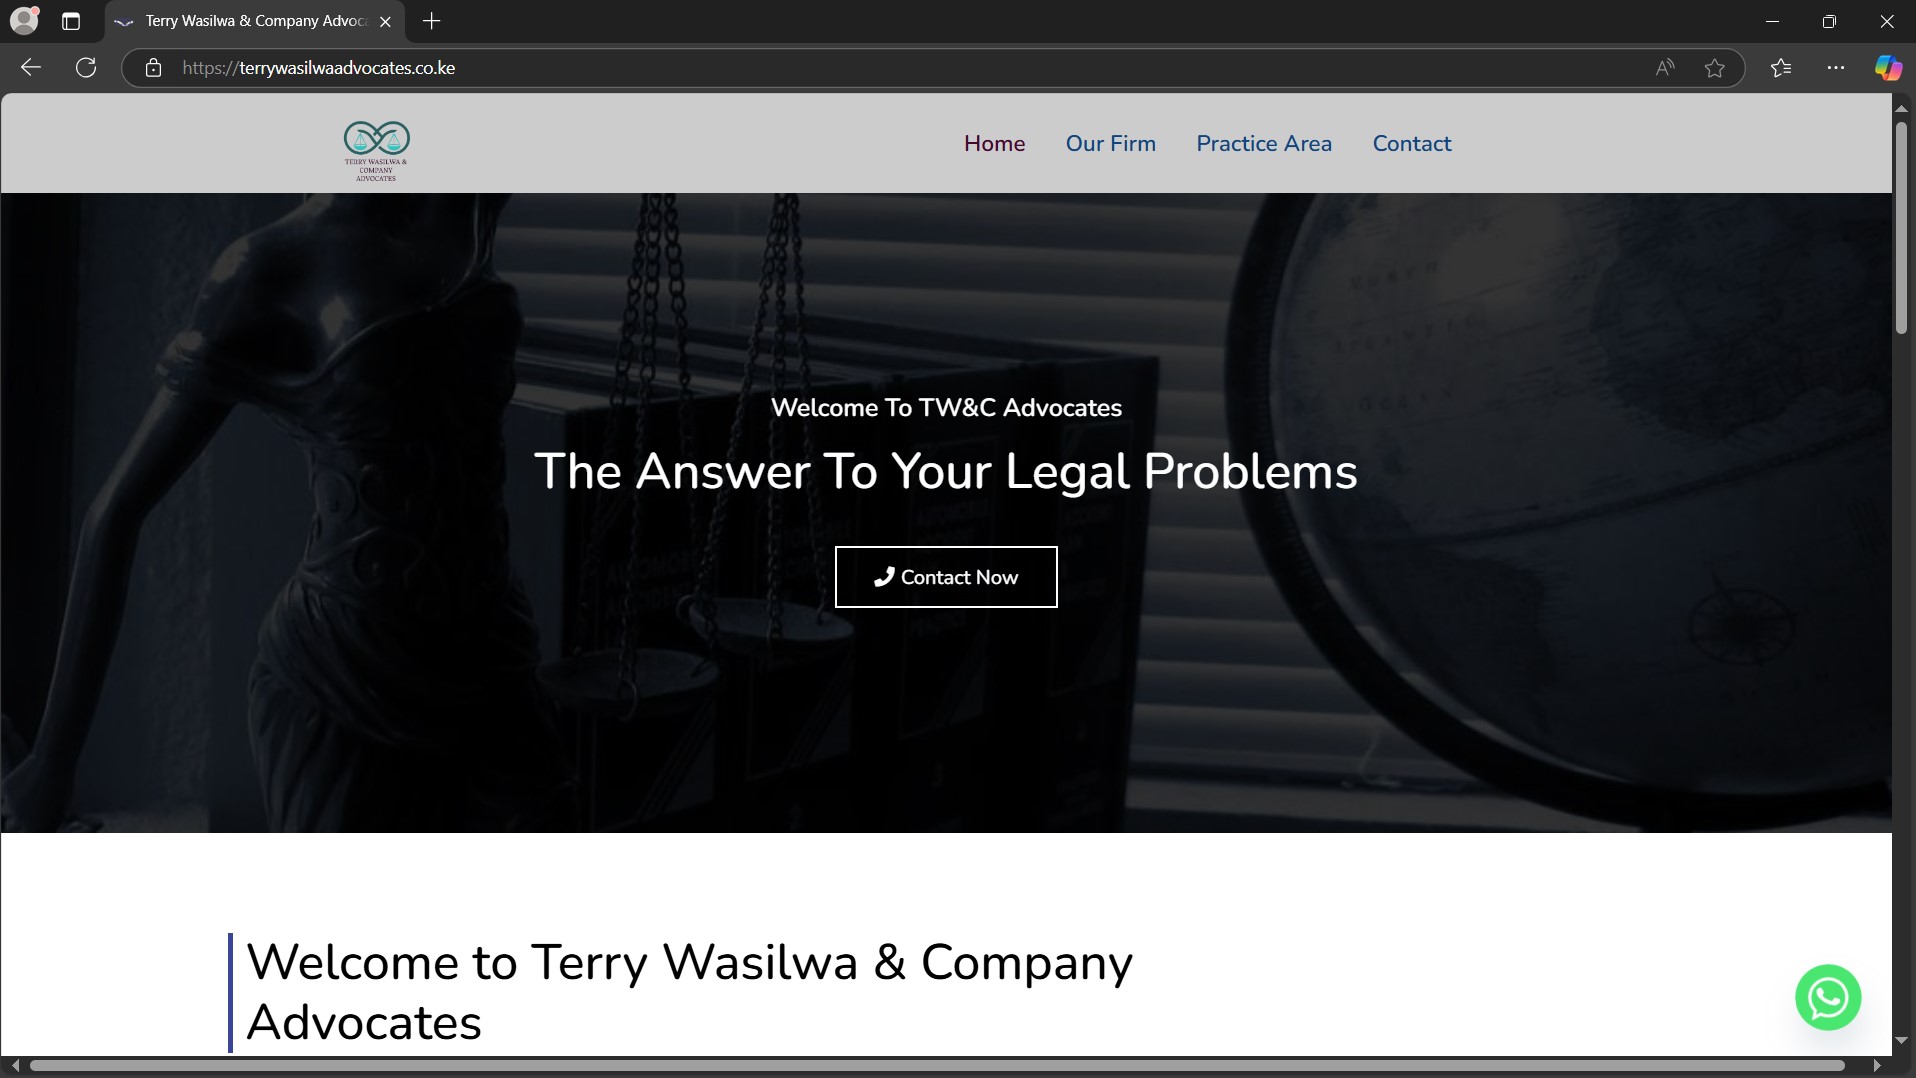 Terry Wasilwa & Company Advoc
https://terrywasilwaadvocates.co.ke
TERRY WASILWA &
COMPANY
ADVOCATES
Home
Our Firm
Practice Area
Contact
Welcome To TW&C Advocates
The Answer To Your Legal Problems
Contact Now
Welcome to Terry Wasilwa & Company
Advocates